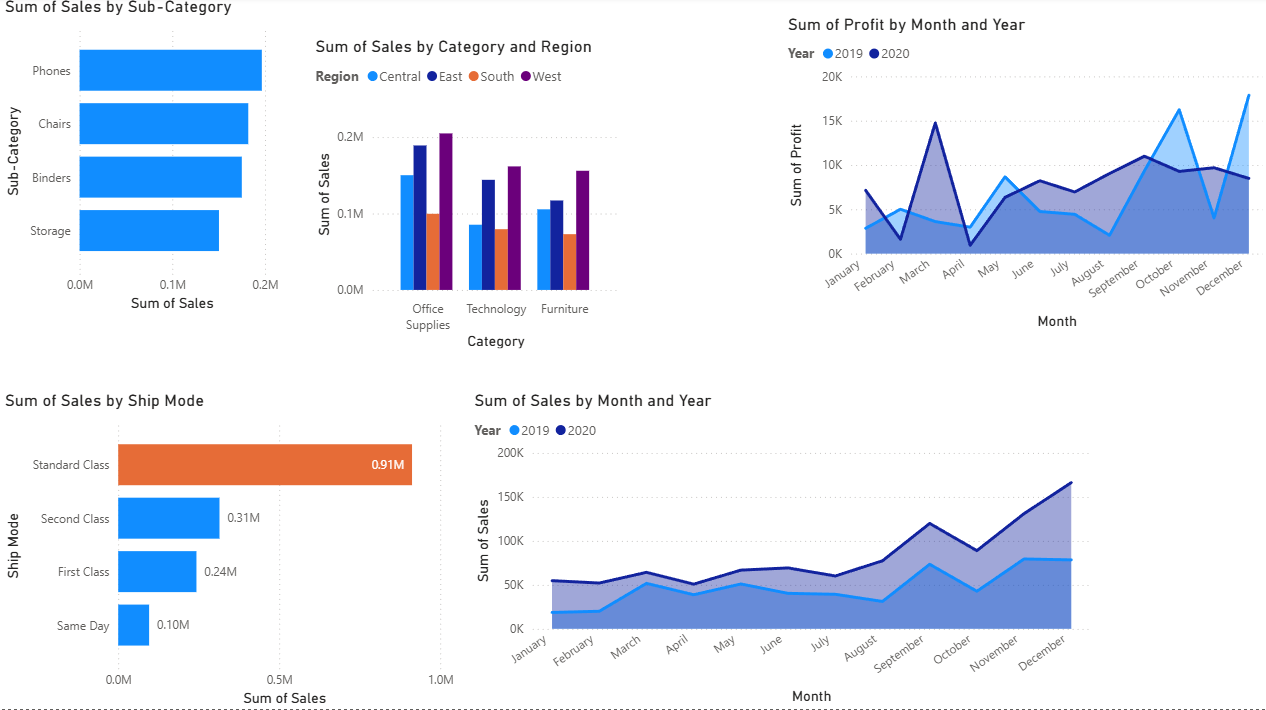 Sum of Sales by Sub-Category
Sub-Category
Phones
Chairs
Binders
Storage
0.0M 0.1M 0.2M
Sum of Sales
Sum of Sales by Category and Region
Region Central East South West
Sum of Sales
0.2M
0.1M
0.0M
Office Supplies Technology Furniture
Category
Sum of Profit by Month and Year
Year 2019 2020
Sum of Profit
20K
15K
10K
5K
0K
January February March April May June July August September October November December
Month
Sum of Sales by Ship Mode
Ship Mode
Standard Class 0.91M
Second Class 0.31M
First Class 0.24M
Same Day 0.10M
0.0M 0.5M 1.0M
Sum of Sales
Sum of Sales by Month and Year
Year 2019 2020
Sum of Sales
200K
150K
100K
50K
0K
January February March April May June July August September October November December
Month